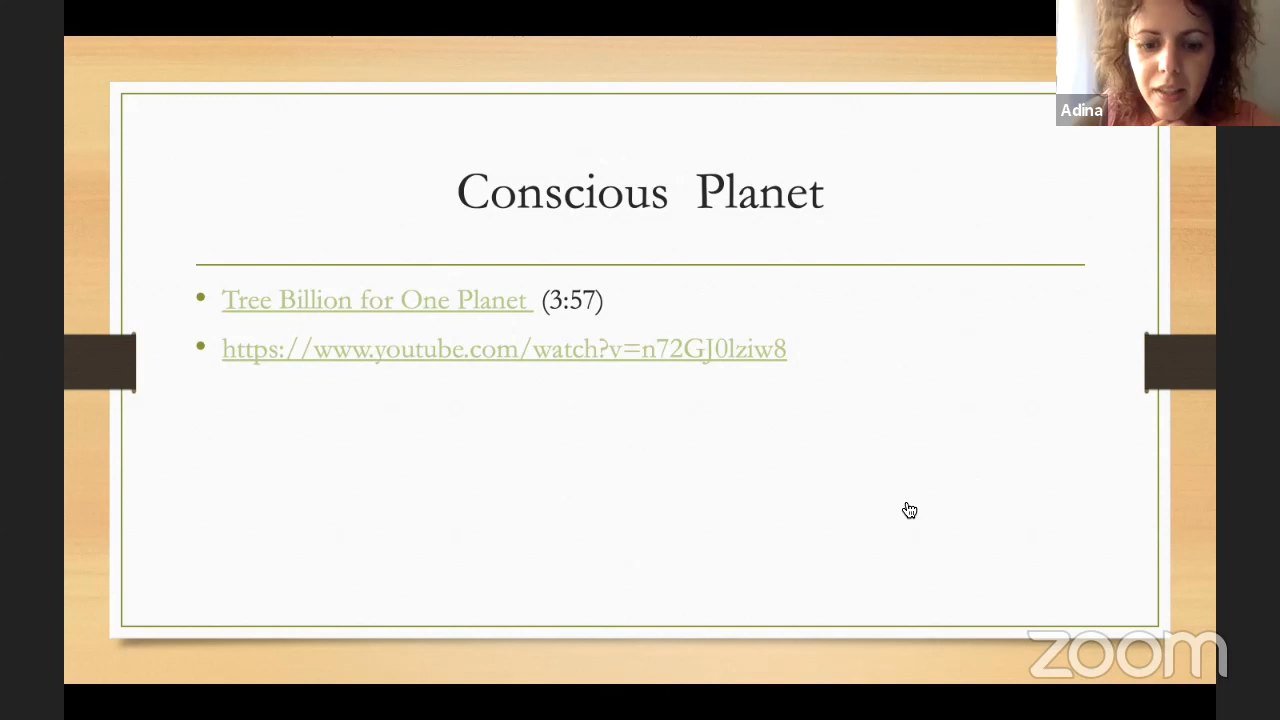 Adina
Conscious Planet
• Tree Billion for One Planet (3:57)
• https://www.youtube.com/watch?v=n72GJ0lziw8
zoom